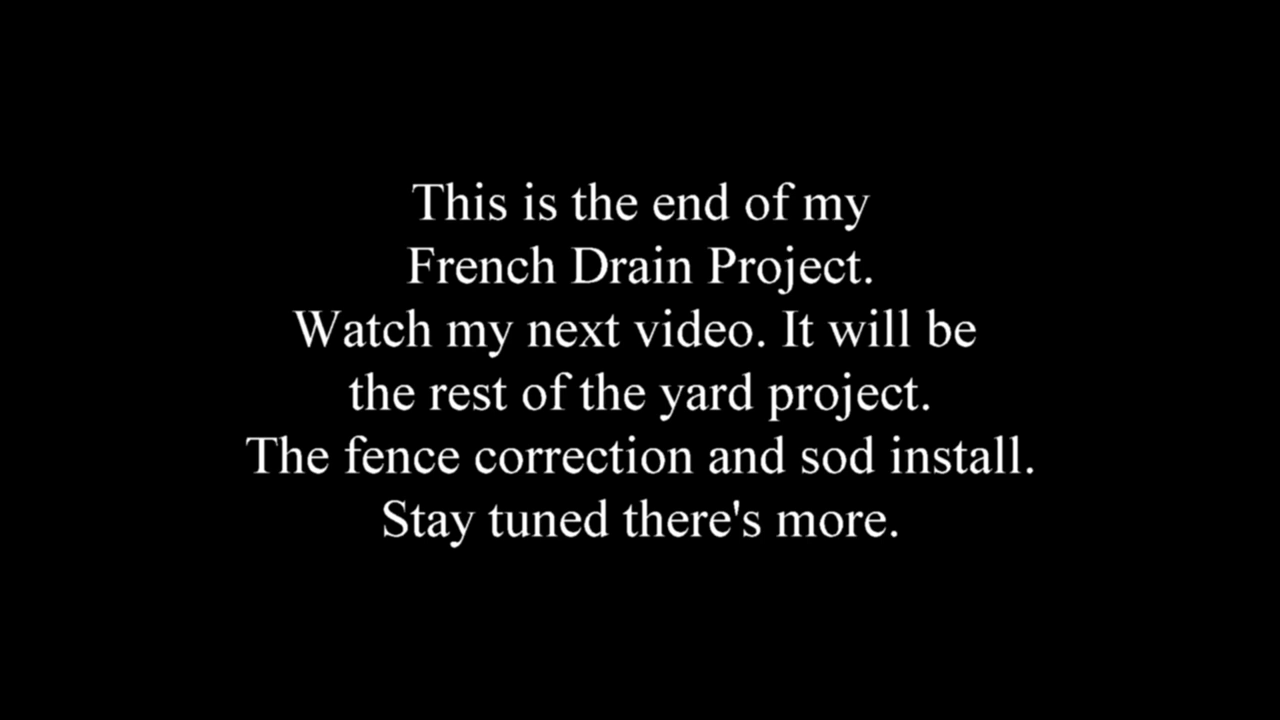 This is the end of my
French Drain Project.
Watch my next video. It will be
the rest of the yard project.
The fence correction and sod install.
Stay tuned there's more.